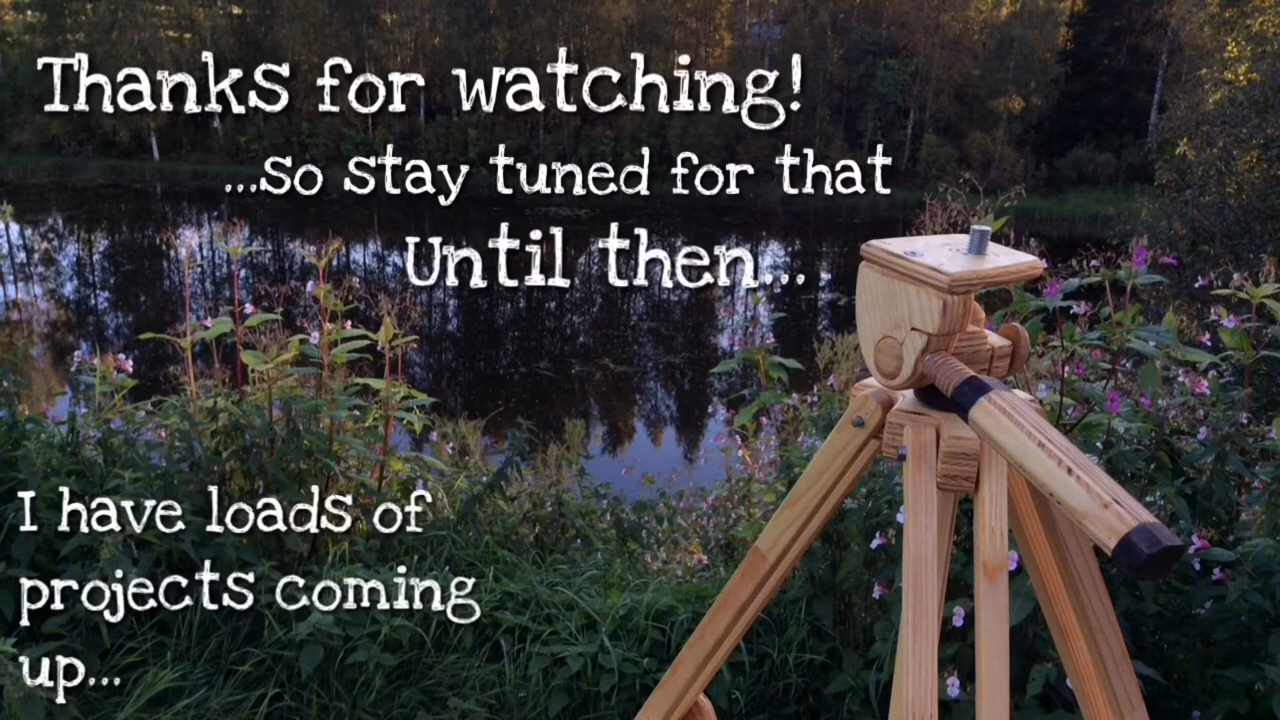 Thanks for watching!
...so stay tuned for that
Until then...
I have loads of
projects coming
up...